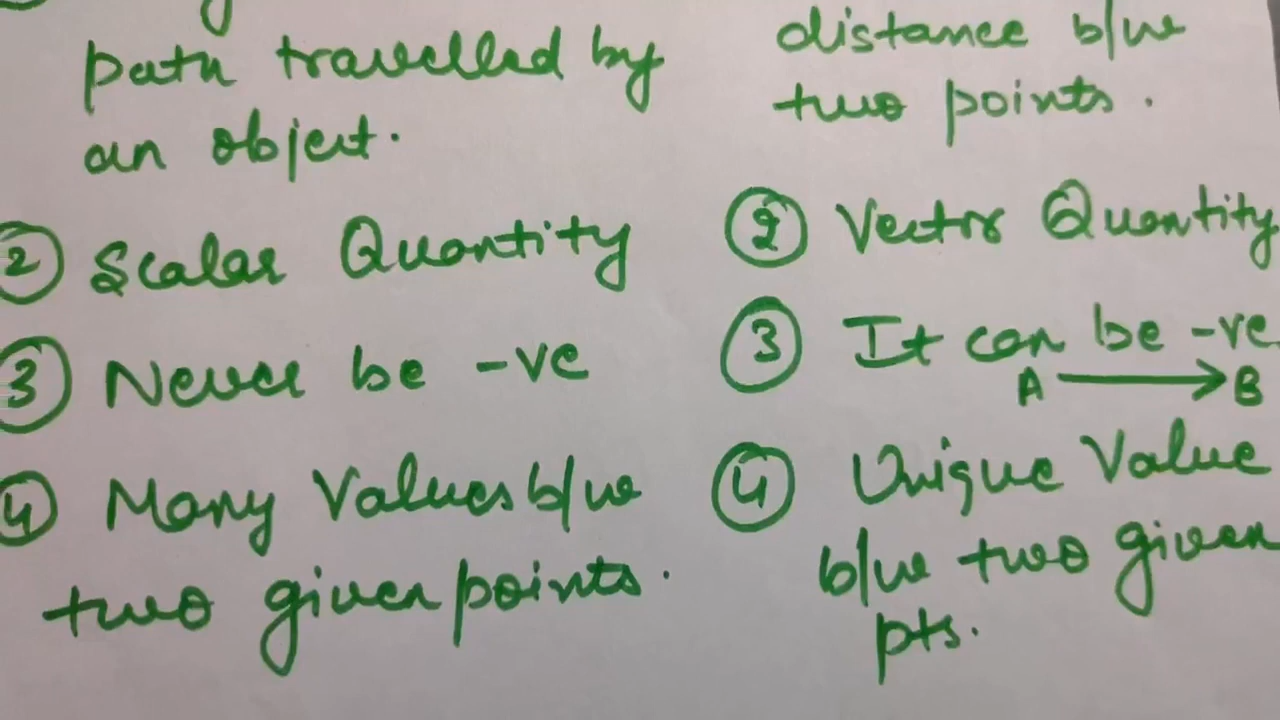 path travelled by
an object.
② Scalar Quantity
③ Never be -ve
④ Many Values b/w
two given points.
distance b/w
two points.
② Vector Quantity
③ It can be -ve
A → B
④ Unique Value
b/w two given
pts.